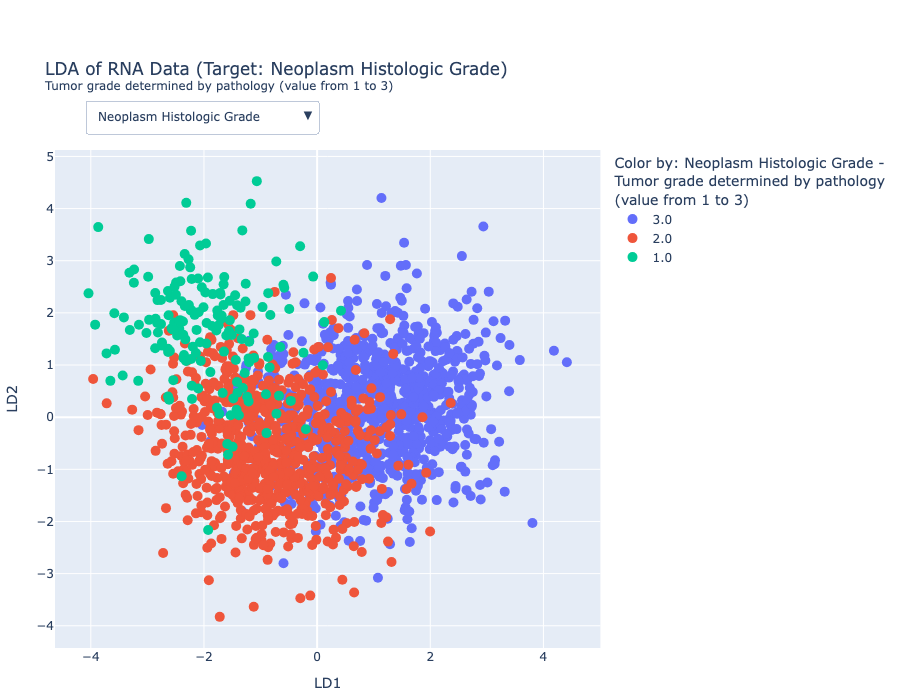 LDA of RNA Data (Target: Neoplasm Histologic Grade)
Tumor grade determined by pathology (value from 1 to 3)
Neoplasm Histologic Grade ▼
Color by: Neoplasm Histologic Grade -
Tumor grade determined by pathology
(value from 1 to 3)
3.0
2.0
1.0
5
4
3
2
1
0
−1
−2
−3
−4
LD2
−4 −2 0 2 4
LD1